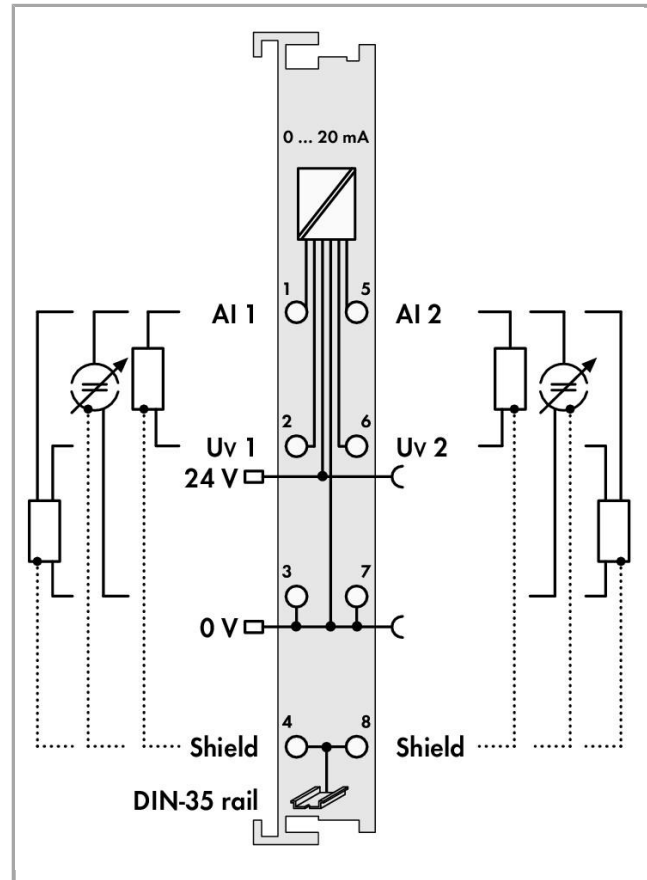 0 ... 20 mA
1 5
AI 1 AI 2
2 6
Uv 1 Uv 2
24 V
3 7
0 V
4 8
Shield Shield
DIN-35 rail